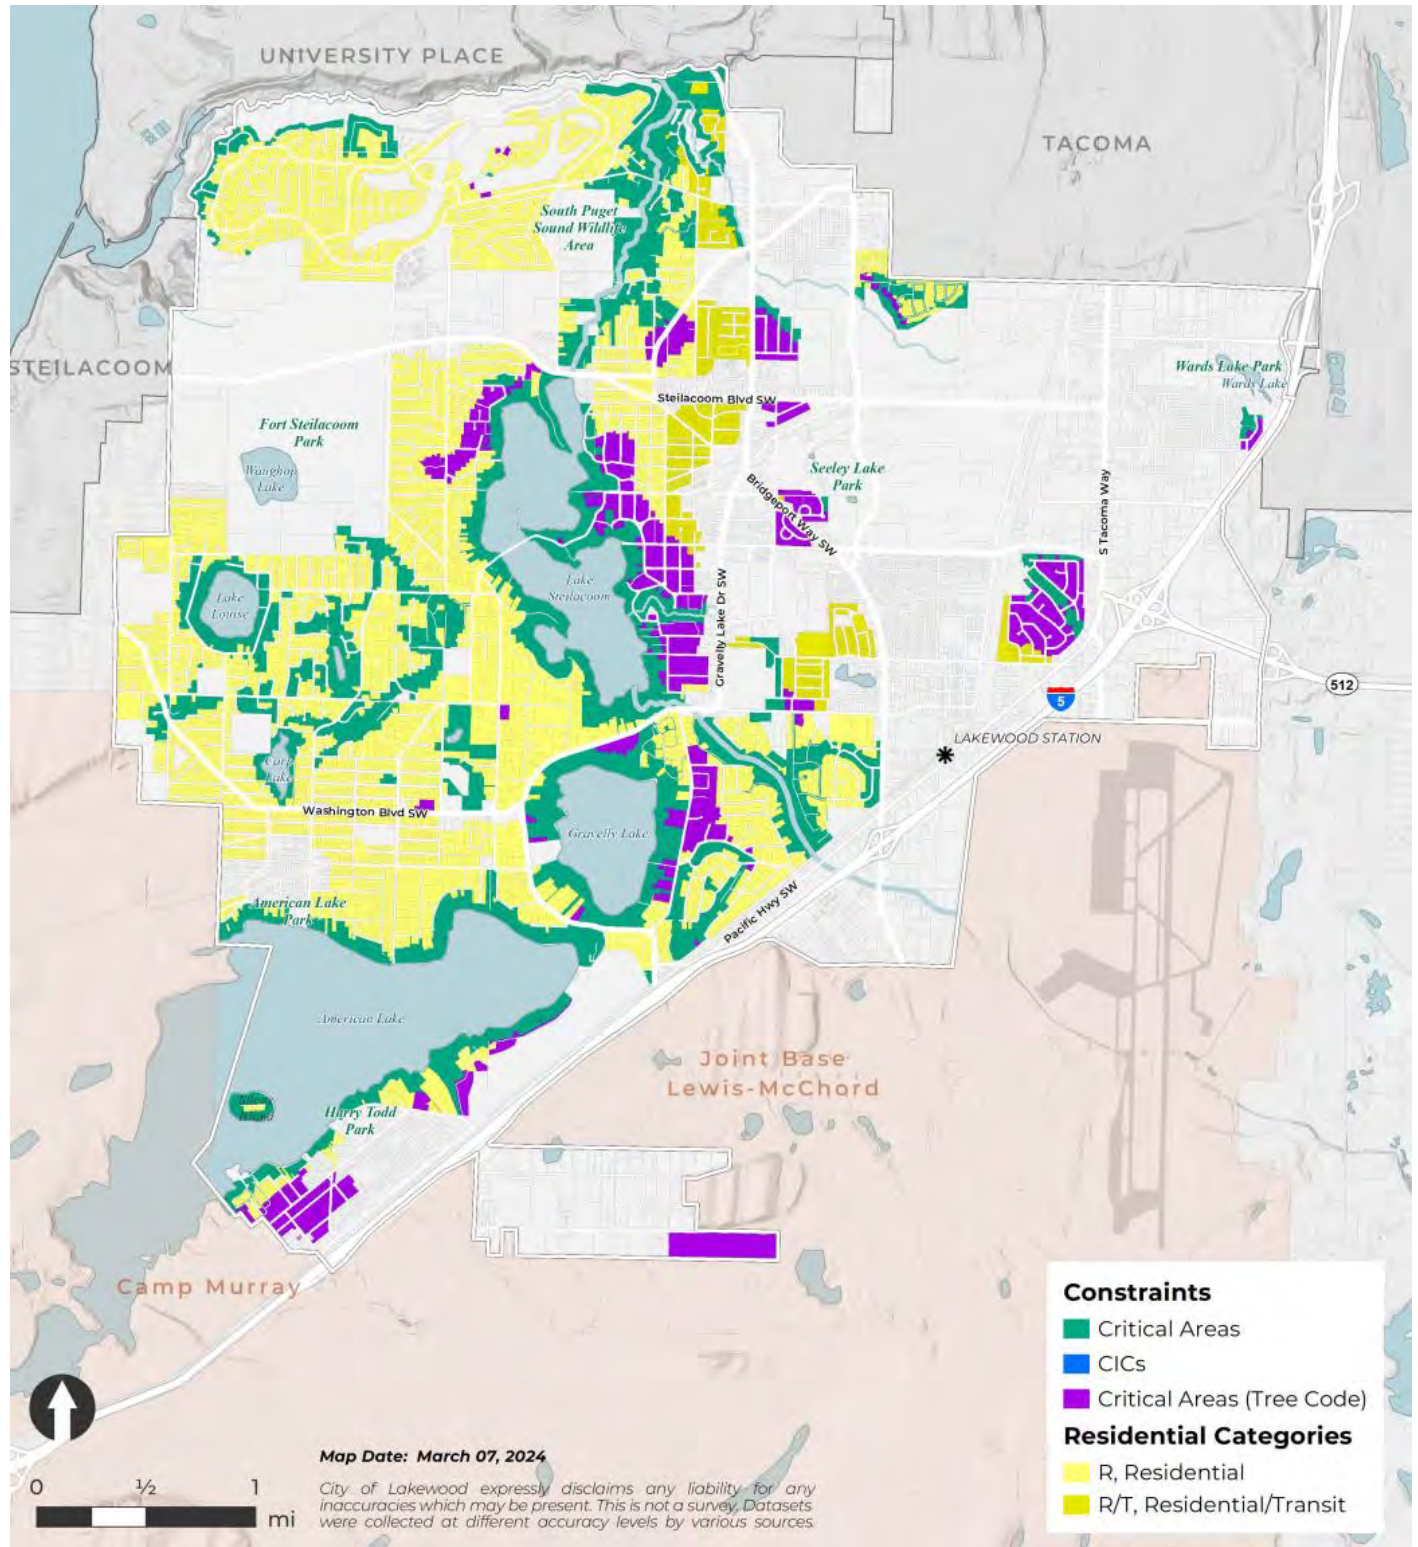 UNIVERSITY PLACE
TACOMA
South Puget
Sound Wildlife
Area
STEILACOOM
Wards Lake Park
Wards Lake
Steilacoom Blvd SW
Fort Steilacoom
Park
Waughop
Lake
Seeley Lake
Park
Bridgeport Way SW
S Tacoma Way
Lake
Steilacoom
Lake
Louise
Gravelly Lake Dr SW
512
5
LAKEWOOD STATION
Carp
Lake
Washington Blvd SW
Gravelly Lake
American Lake
Park
Pacific Hwy SW
American Lake
Joint Base
Lewis-McChord
Island
Harry Todd
Park
Camp Murray
Constraints
Critical Areas
CICs
Critical Areas (Tree Code)
Residential Categories
R, Residential
R/T, Residential/Transit
Map Date: March 07, 2024
City of Lakewood expressly disclaims any liability for any
inaccuracies which may be present. This is not a survey. Datasets
were collected at different accuracy levels by various sources.
0 ½ 1
mi